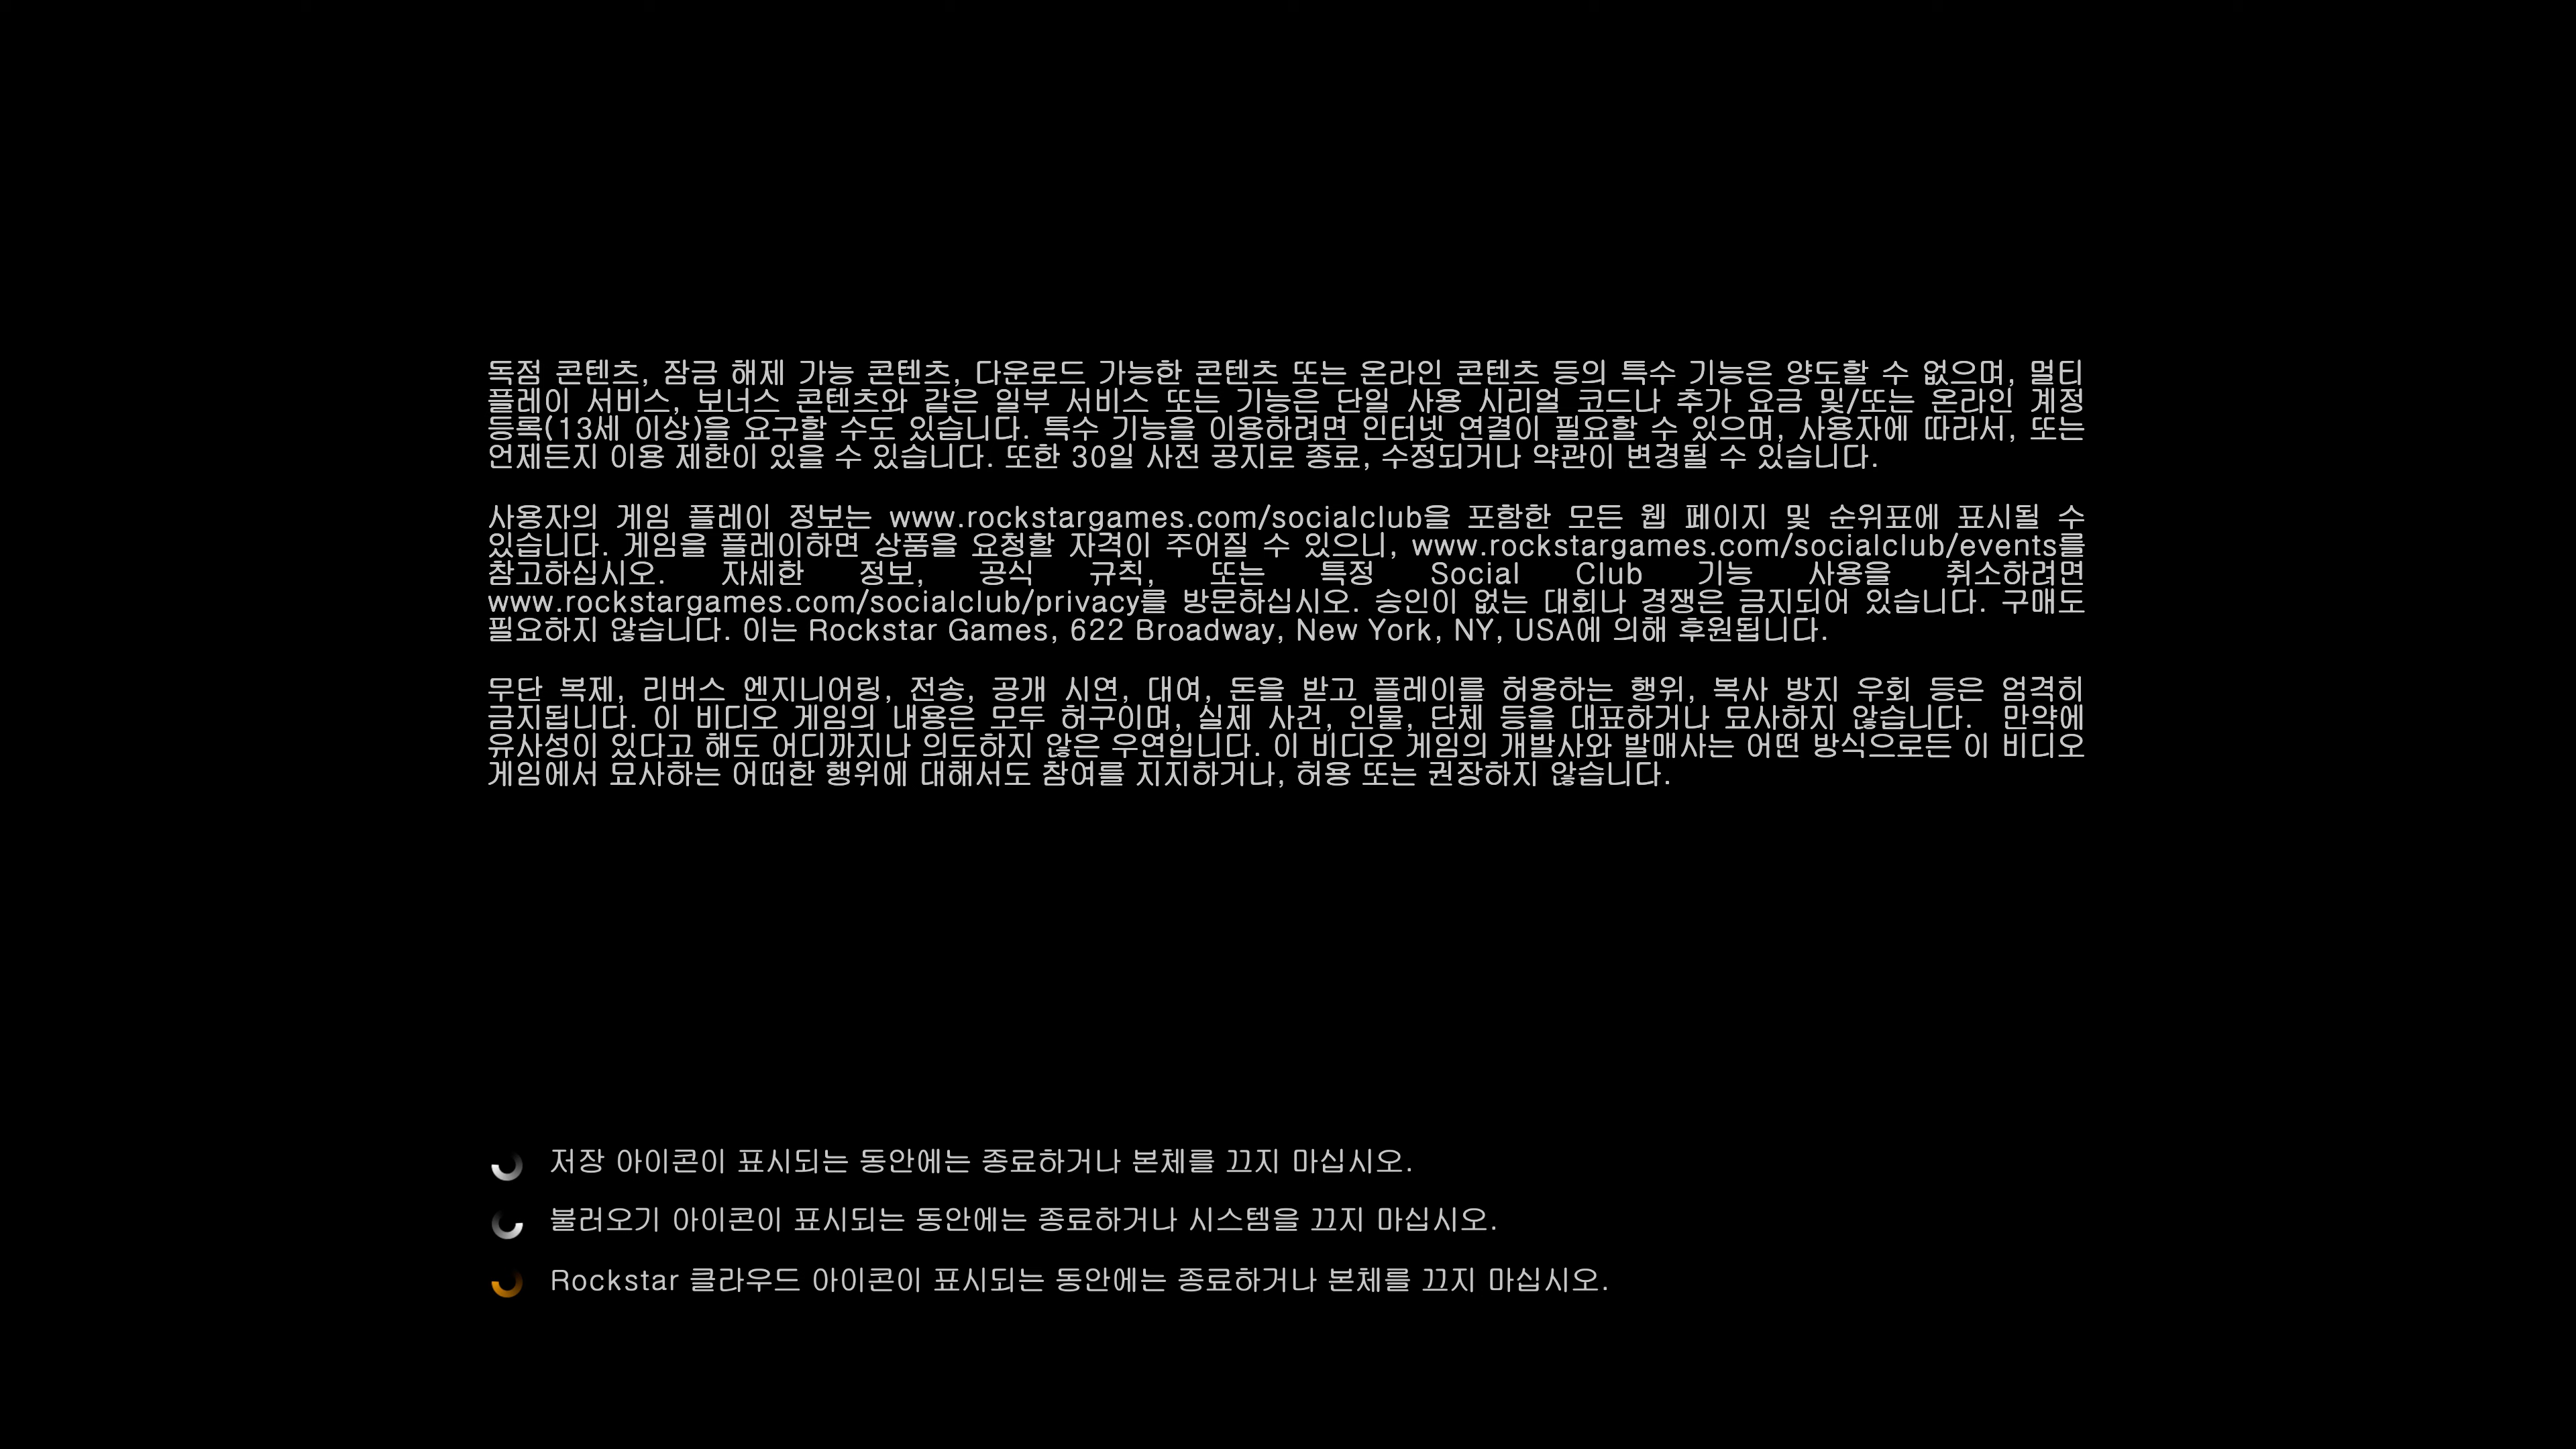 독점 콘텐츠, 잠금 해제 가능 콘텐츠, 다운로드 가능한 콘텐츠 또는 온라인 콘텐츠 등의 특수 기능은 양도할 수 없으며, 멀티
플레이 서비스, 보너스 콘텐츠와 같은 일부 서비스 또는 기능은 단일 사용 시리얼 코드나 추가 요금 및/또는 온라인 계정
등록(13세 이상)을 요구할 수도 있습니다. 특수 기능을 이용하려면 인터넷 연결이 필요할 수 있으며, 사용자에 따라서, 또는
언제든지 이용 제한이 있을 수 있습니다. 또한 30일 사전 공지로 종료, 수정되거나 약관이 변경될 수 있습니다.
사용자의 게임 플레이 정보는 www.rockstargames.com/socialclub을 포함한 모든 웹 페이지 및 순위표에 표시될 수
있습니다. 게임을 플레이하면 상품을 요청할 자격이 주어질 수 있으니, www.rockstargames.com/socialclub/events를
참고하십시오. 자세한 정보, 공식 규칙, 또는 특정 Social Club 기능 사용을 취소하려면
www.rockstargames.com/socialclub/privacy를 방문하십시오. 승인이 없는 대회나 경쟁은 금지되어 있습니다. 구매도
필요하지 않습니다. 이는 Rockstar Games, 622 Broadway, New York, NY, USA에 의해 후원됩니다.
무단 복제, 리버스 엔지니어링, 전송, 공개 시연, 대여, 돈을 받고 플레이를 허용하는 행위, 복사 방지 우회 등은 엄격히
금지됩니다. 이 비디오 게임의 내용은 모두 허구이며, 실제 사건, 인물, 단체 등을 대표하거나 묘사하지 않습니다. 만약에
유사성이 있다고 해도 어디까지나 의도하지 않은 우연입니다. 이 비디오 게임의 개발사와 발매사는 어떤 방식으로든 이 비디오
게임에서 묘사하는 어떠한 행위에 대해서도 참여를 지지하거나, 허용 또는 권장하지 않습니다.
저장 아이콘이 표시되는 동안에는 종료하거나 본체를 끄지 마십시오.
불러오기 아이콘이 표시되는 동안에는 종료하거나 시스템을 끄지 마십시오.
Rockstar 클라우드 아이콘이 표시되는 동안에는 종료하거나 본체를 끄지 마십시오.